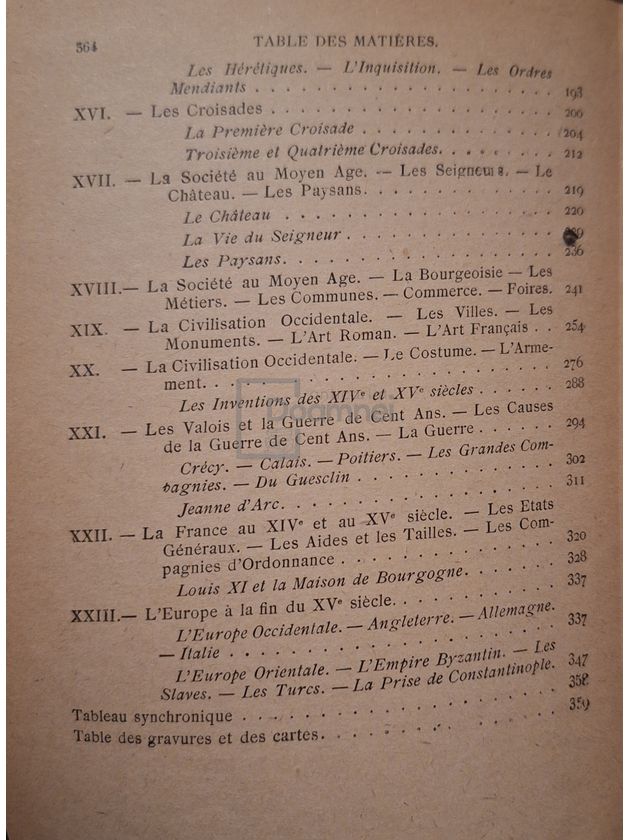 364 TABLE DES MATIÈRES.
Les Hérétiques. — L'Inquisition. — Les Ordres
Mendiants . . . . . . . . . . . . . . . . . . 193
XVI. — Les Croisades . . . . . . . . . . . . . . . . . . 200
La Première Croisade . . . . . . . . . . . . 204
Troisième et Quatrième Croisades. . . . . . . . 212
XVII. — La Société au Moyen Age. — Les Seigneurs. — Le
Château. — Les Paysans. . . . . . . . . . . . 219
Le Château . . . . . . . . . . . . . . . . . 220
La Vie du Seigneur . . . . . . . . . . . . .
Les Paysans. . . . . . . . . . . . . . . . . 236
XVIII. — La Société au Moyen Age. — La Bourgeoisie — Les
Métiers. — Les Communes. — Commerce. — Foires. 241
XIX. — La Civilisation Occidentale. — Les Villes. — Les
Monuments. — L'Art Roman. — L'Art Français . . 254
XX. — La Civilisation Occidentale. — Le Costume. — L'Arme-
ment. . . . . . . . . . . . . . . . . . . . . 276
Les Inventions des XIVe et XVe siècles . . . . . . 288
XXI. — Les Valois et la Guerre de Cent Ans. — Les Causes
de la Guerre de Cent Ans. — La Guerre . . . . . . 294
Crécy. — Calais. — Poitiers. — Les Grandes Com-
pagnies. — Du Guesclin . . . . . . . . . . . . 302
Jeanne d'Arc. . . . . . . . . . . . . . . . . 311
XXII. — La France au XIVe et au XVe siècle. — Les Etats
Généraux. — Les Aides et les Tailles. — Les Com-
pagnies d'Ordonnance . . . . . . . . . . . . . 320
Louis XI et la Maison de Bourgogne. . . . . . . 328
XXIII. — L'Europe à la fin du XVe siècle. . . . . . . . . . 337
L'Europe Occidentale. — Angleterre. — Allemagne.
— Italie . . . . . . . . . . . . . . . . . . 337
L'Europe Orientale. — L'Empire Byzantin. — Les
Slaves. — Les Turcs. — La Prise de Constantinople. 347
Tableau synchronique . . . . . . . . . . . . . . . . . 358
Table des gravures et des cartes. . . . . . . . . . . . . 359